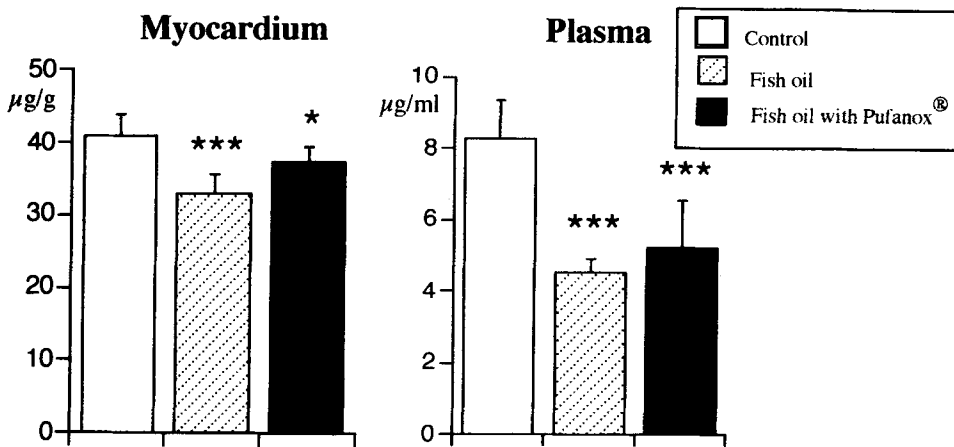 Myocardium
50
µg/g
40
30
20
10
0
***
*
Plasma
10
µg/ml
8
6
4
2
0
***
***
Control
Fish oil
Fish oil with Pufanox®